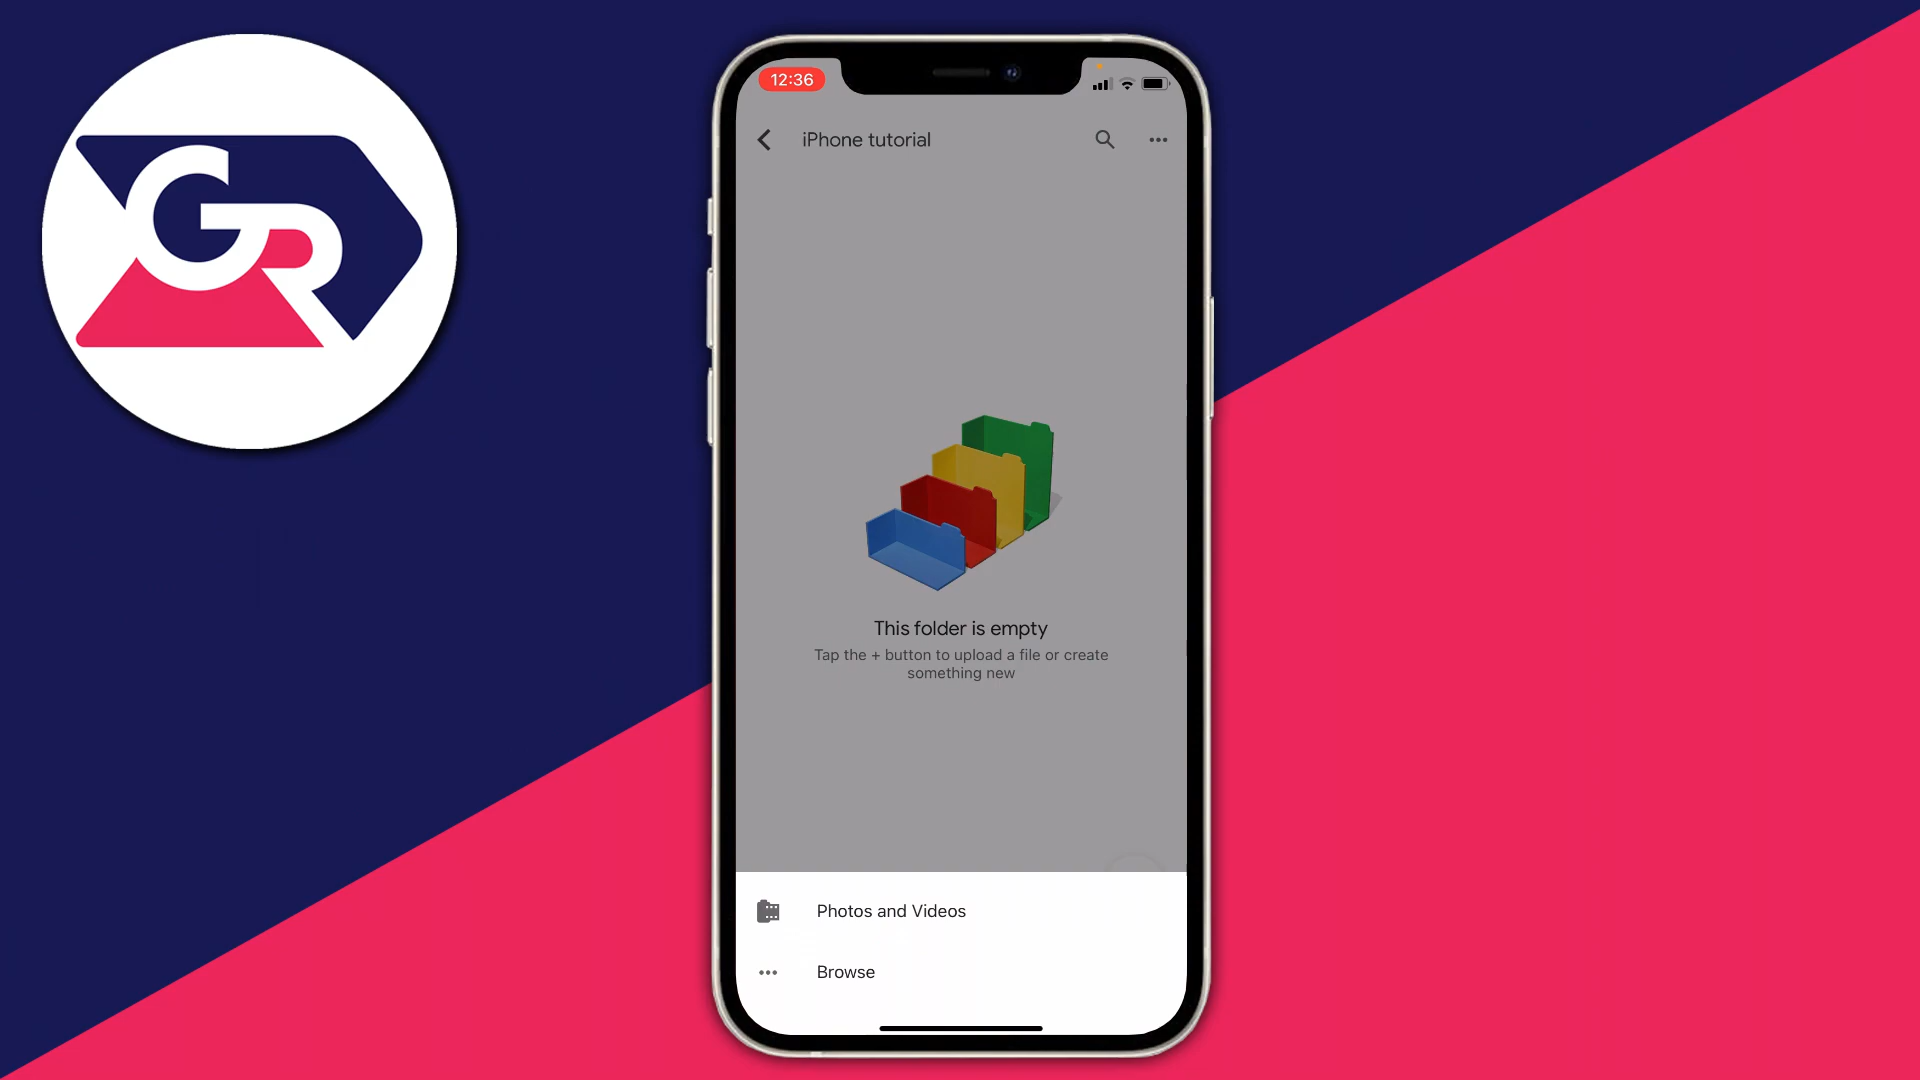 GR
12:36
iPhone tutorial
This folder is empty
Tap the + button to upload a file or create
something new
Photos and Videos
Browse